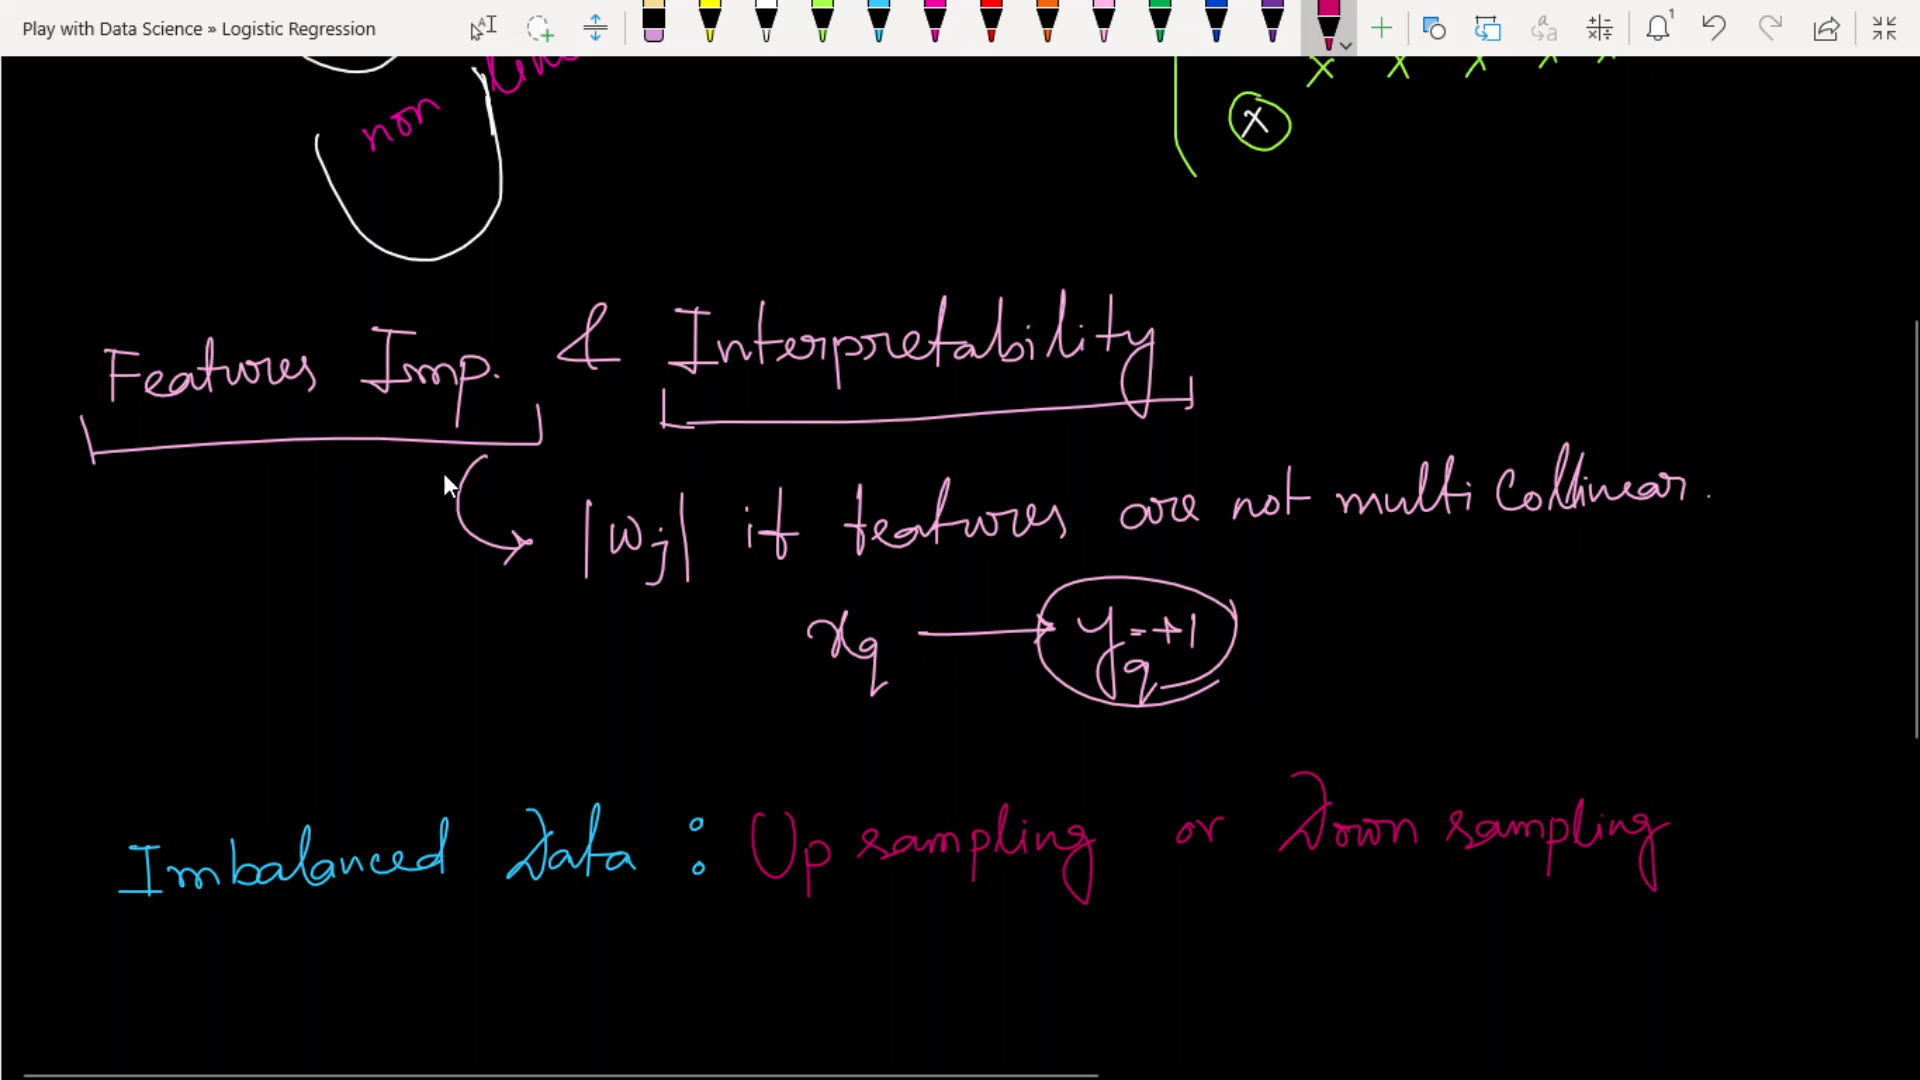 Play with Data Science » Logistic Regression
non
x x x x x
x
Features Imp. & Interpretability
|wj| if features are not multi collinear.
xq → yq = +1
Imbalanced Data : Up sampling or Down sampling